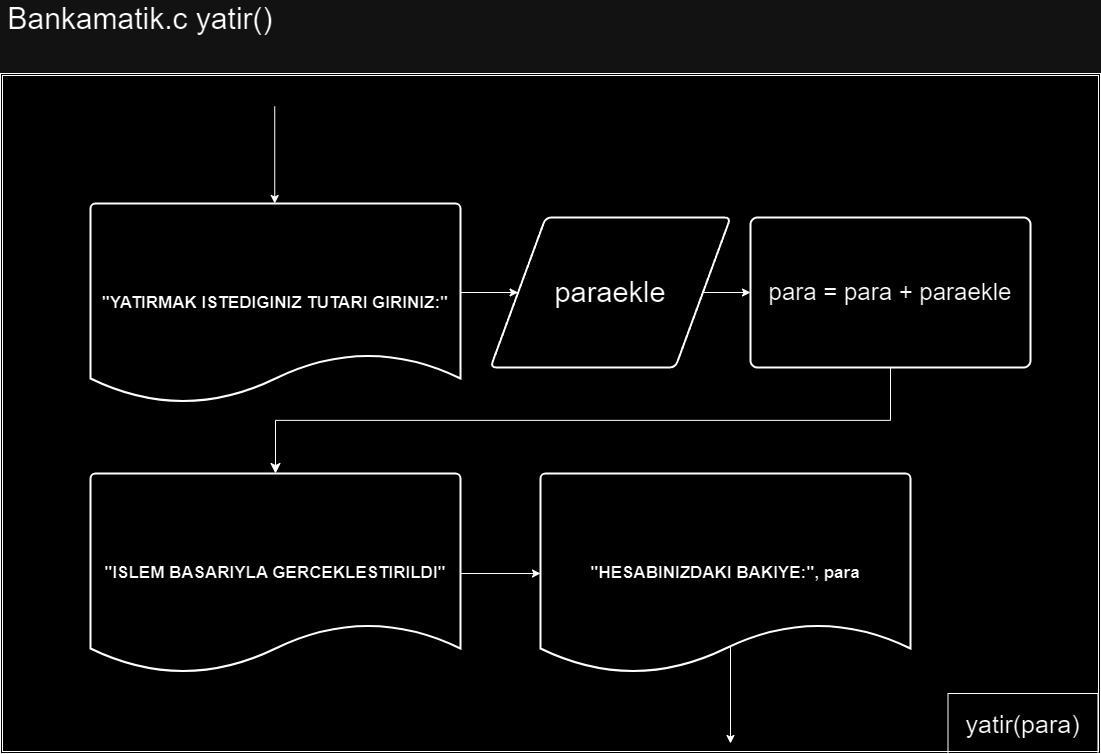 Bankamatik.c yatir()
"YATIRMAK ISTEDIGINIZ TUTARI GIRINIZ:"
paraekle
para = para + paraekle
"ISLEM BASARIYLA GERCEKLESTIRILDI"
"HESABINIZDAKI BAKIYE:", para
yatir(para)